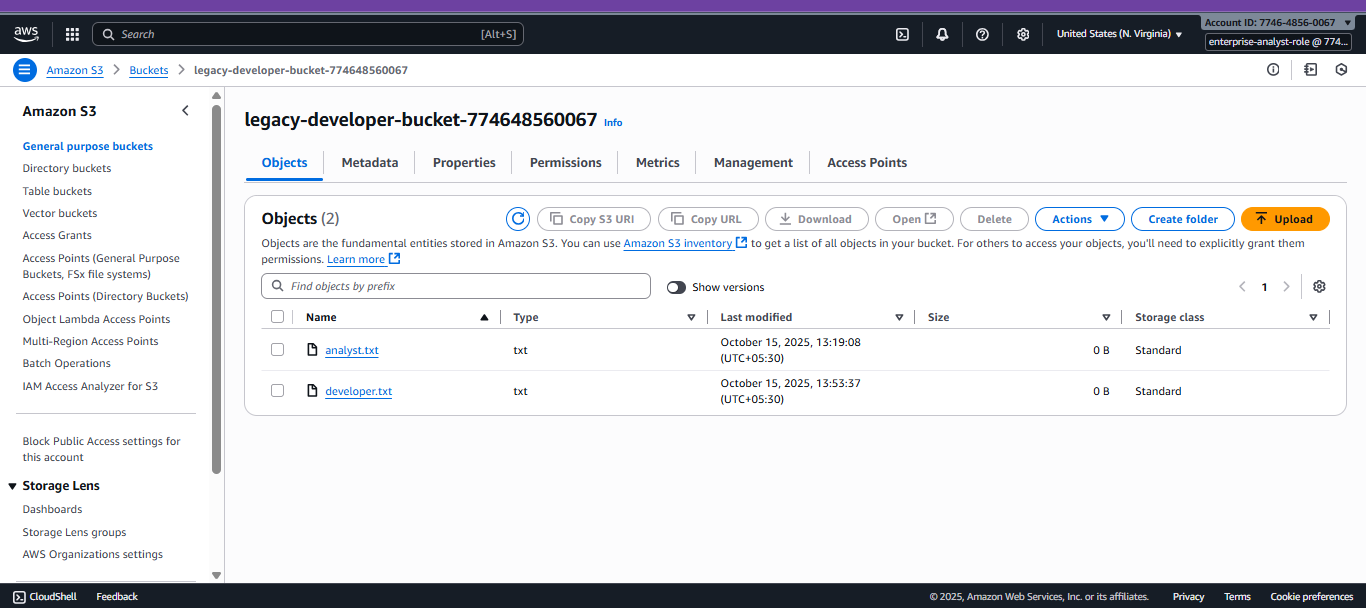 aws
Search
[Alt+S]
United States (N. Virginia)
Account ID: 7746-4856-0067
enterprise-analyst-role @ 774...
Amazon S3
Buckets
legacy-developer-bucket-774648560067
Amazon S3
General purpose buckets
Directory buckets
Table buckets
Vector buckets
Access Grants
Access Points (General Purpose
Buckets, FSx file systems)
Access Points (Directory Buckets)
Object Lambda Access Points
Multi-Region Access Points
Batch Operations
IAM Access Analyzer for S3
Block Public Access settings for
this account
Storage Lens
Dashboards
Storage Lens groups
AWS Organizations settings
legacy-developer-bucket-774648560067 Info
Objects
Metadata
Properties
Permissions
Metrics
Management
Access Points
Objects (2)
Copy S3 URI
Copy URL
Download
Open
Delete
Actions
Create folder
Upload
Objects are the fundamental entities stored in Amazon S3. You can use Amazon S3 inventory to get a list of all objects in your bucket. For others to access your objects, you'll need to explicitly grant them
permissions. Learn more
Find objects by prefix
Show versions
1
Name Type Last modified Size Storage class
analyst.txt txt October 15, 2025, 13:19:08 0 B Standard
(UTC+05:30)
developer.txt txt October 15, 2025, 13:53:37 0 B Standard
(UTC+05:30)
CloudShell
Feedback
© 2025, Amazon Web Services, Inc. or its affiliates.
Privacy
Terms
Cookie preferences